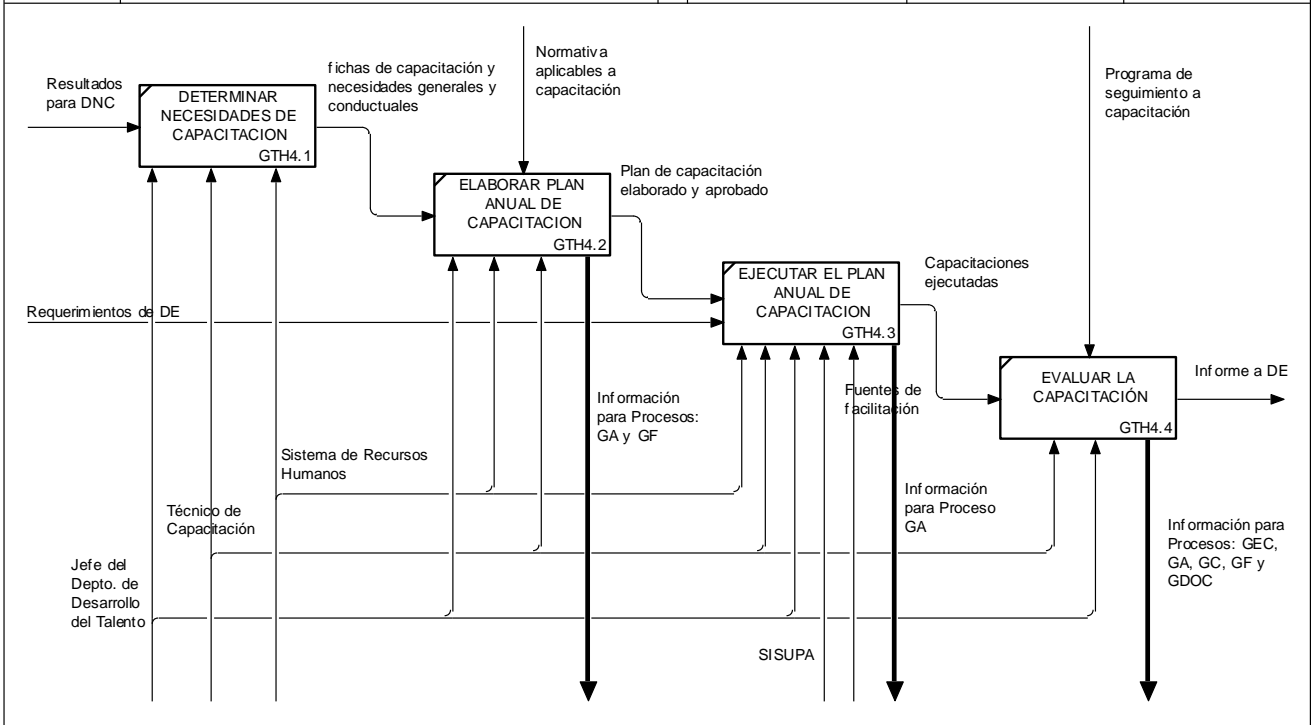 Resultados
para DNC
DETERMINAR
NECESIDADES DE
CAPACITACION
GTH4.1
fichas de capacitación y
necesidades generales y
conductuales
Normativa
aplicables a
capacitación
Programa de
seguimiento a
capacitación
ELABORAR PLAN
ANUAL DE
CAPACITACION
GTH4.2
Plan de capacitación
elaborado y aprobado
Requerimientos de DE
EJECUTAR EL PLAN
ANUAL DE
CAPACITACION
GTH4.3
Capacitaciones
ejecutadas
EVALUAR LA
CAPACITACIÓN
GTH4.4
Informe a DE
Información
para Procesos:
GA y GF
Fuentes de
facilitación
Sistema de Recursos
Humanos
Técnico de
Capacitación
Información
para Proceso
GA
Información para
Procesos: GEC,
GA, GC, GF y
GDOC
Jefe del
Depto. de
Desarrollo
del Talento
SISUPA